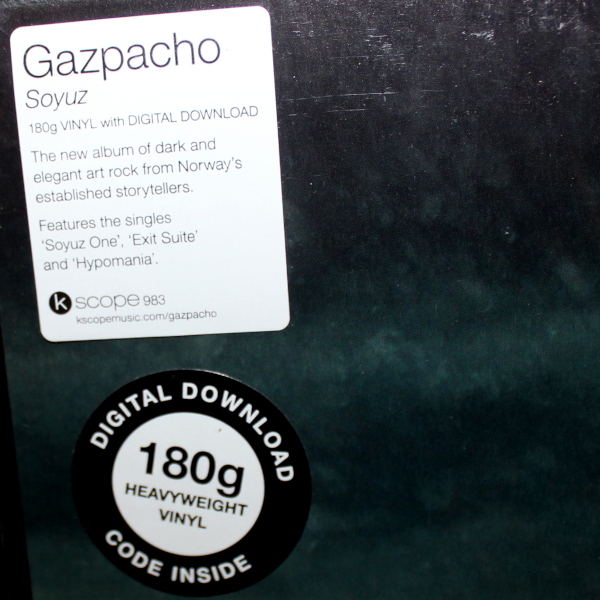 Gazpacho
Soyuz
180g VINYL with DIGITAL DOWNLOAD
The new album of dark and
elegant art rock from Norway's
established storytellers.
Features the singles
'Soyuz One', 'Exit Suite'
and 'Hypomania'.
kscope 983
kscopemusic.com/gazpacho
DIGITAL DOWNLOAD
180g
HEAVYWEIGHT
VINYL
CODE INSIDE